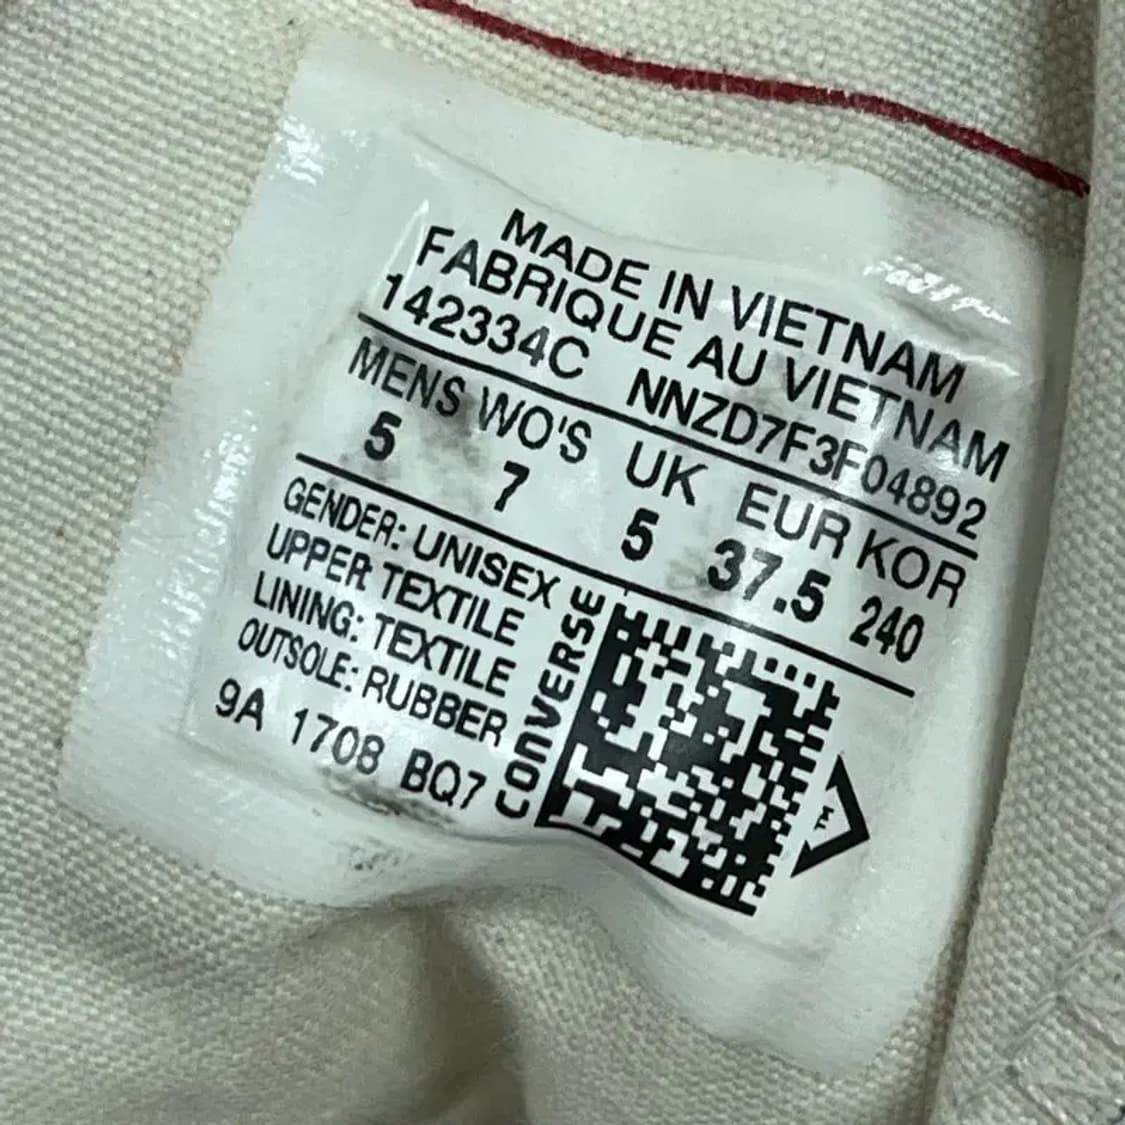 MADE IN VIETNAM
FABRIQUE AU VIETNAM
142334C NNZD7F3F04892
MENS WO'S UK EUR KOR
5 7 5 37.5 240
GENDER: UNISEX
UPPER TEXTILE
LINING: TEXTILE
OUTSOLE: RUBBER
9A 1708 BQ7
CONVERSE